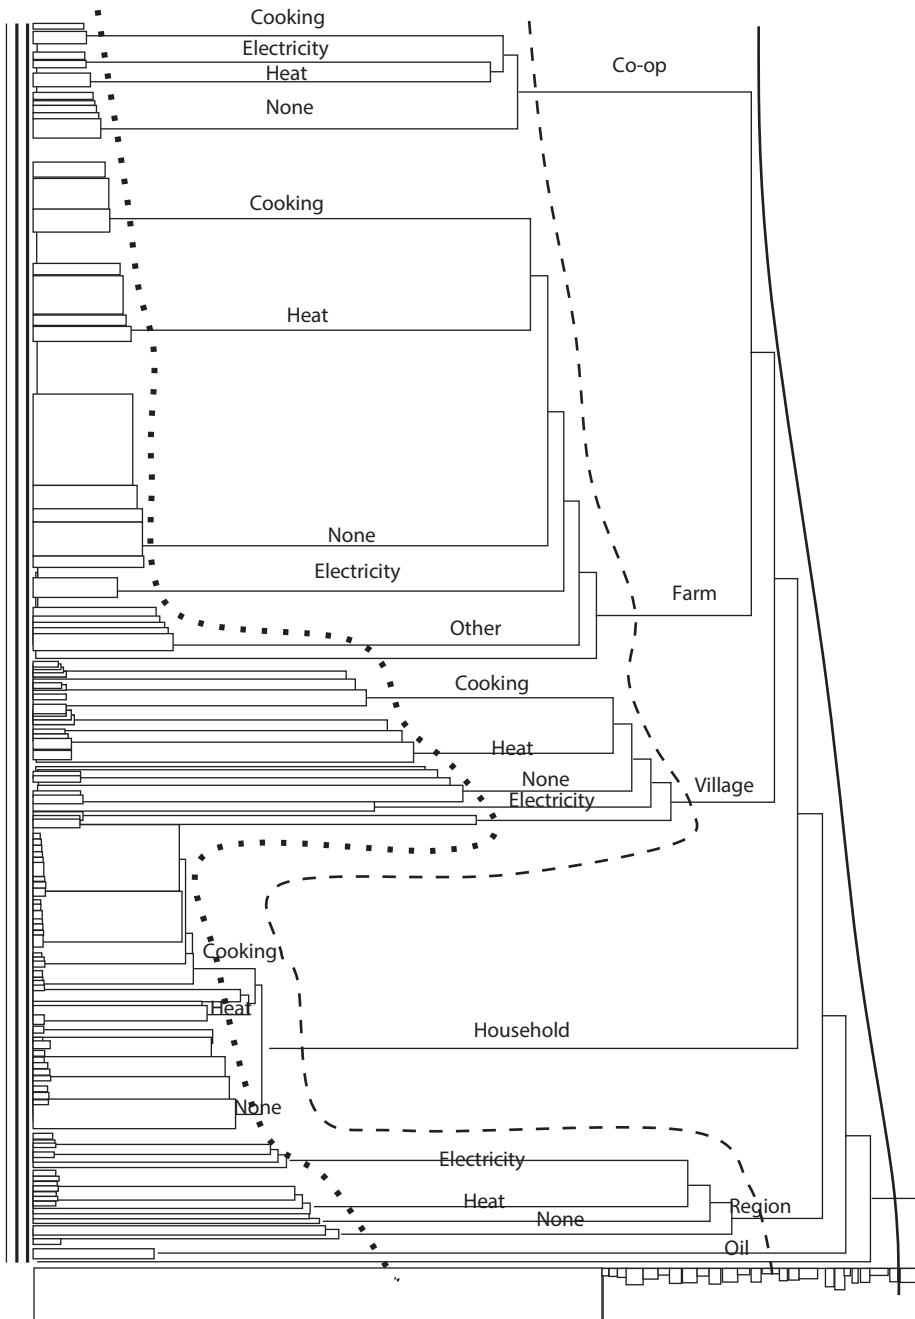 Cooking
Electricity
Heat
Co-op
None
Cooking
Heat
None
Electricity
Farm
Other
Cooking
Heat
None
Village
Electricity
Cooking
Heat
Household
None
Electricity
Heat
Region
None
Oil